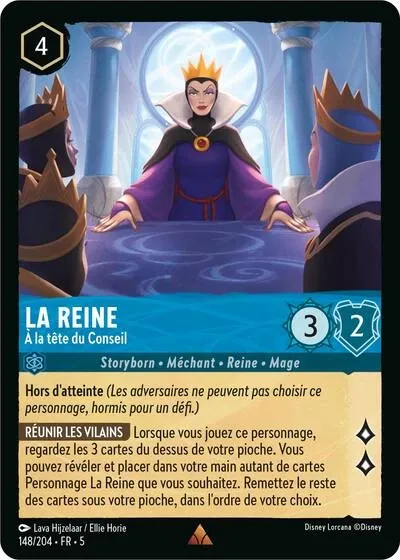 4
LA REINE
À la tête du Conseil
3
2
Storyborn • Méchant • Reine • Mage
Hors d'atteinte (Les adversaires ne peuvent pas choisir ce
personnage, hormis pour un défi.)
RÉUNIR LES VILAINS Lorsque vous jouez ce personnage,
regardez les 3 cartes du dessus de votre pioche. Vous
pouvez révéler et placer dans votre main autant de cartes
Personnage La Reine que vous souhaitez. Remettez le reste
des cartes sous votre pioche, dans l'ordre de votre choix.
Lava Hijzelaar / Ellie Horie
148/204 • FR • 5
Disney Lorcana ©Disney